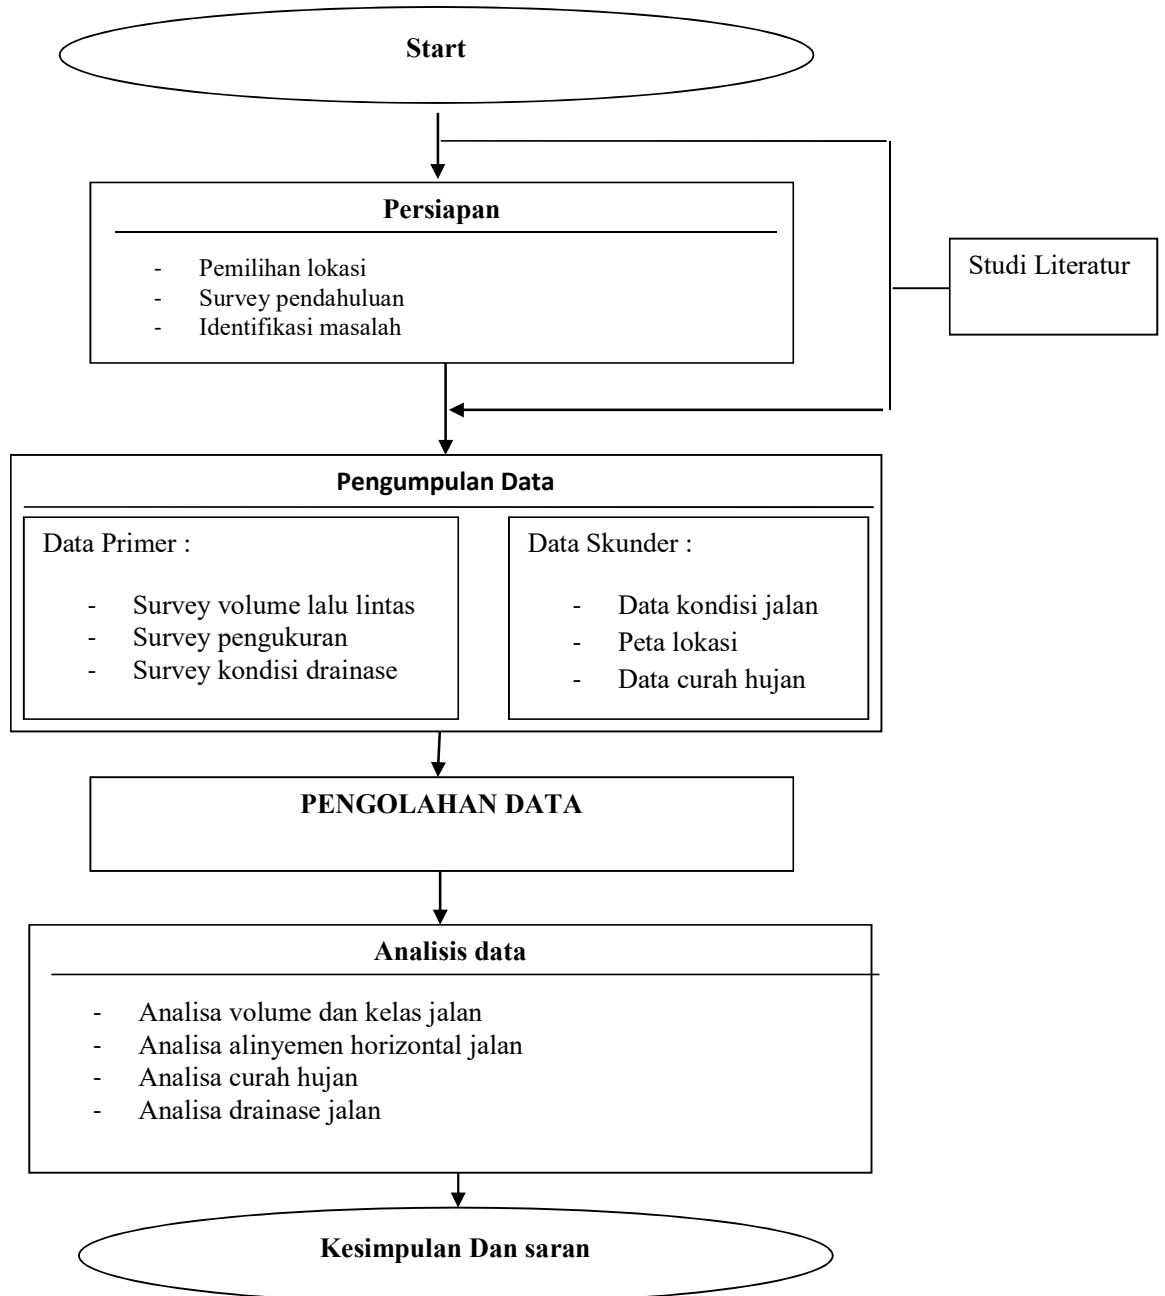 Start
Persiapan
- Pemilihan lokasi
- Survey pendahuluan
- Identifikasi masalah
Studi Literatur
Pengumpulan Data
Data Primer :
- Survey volume lalu lintas
- Survey pengukuran
- Survey kondisi drainase
Data Skunder :
- Data kondisi jalan
- Peta lokasi
- Data curah hujan
PENGOLAHAN DATA
Analisis data
- Analisa volume dan kelas jalan
- Analisa alinyemen horizontal jalan
- Analisa curah hujan
- Analisa drainase jalan
Kesimpulan Dan saran